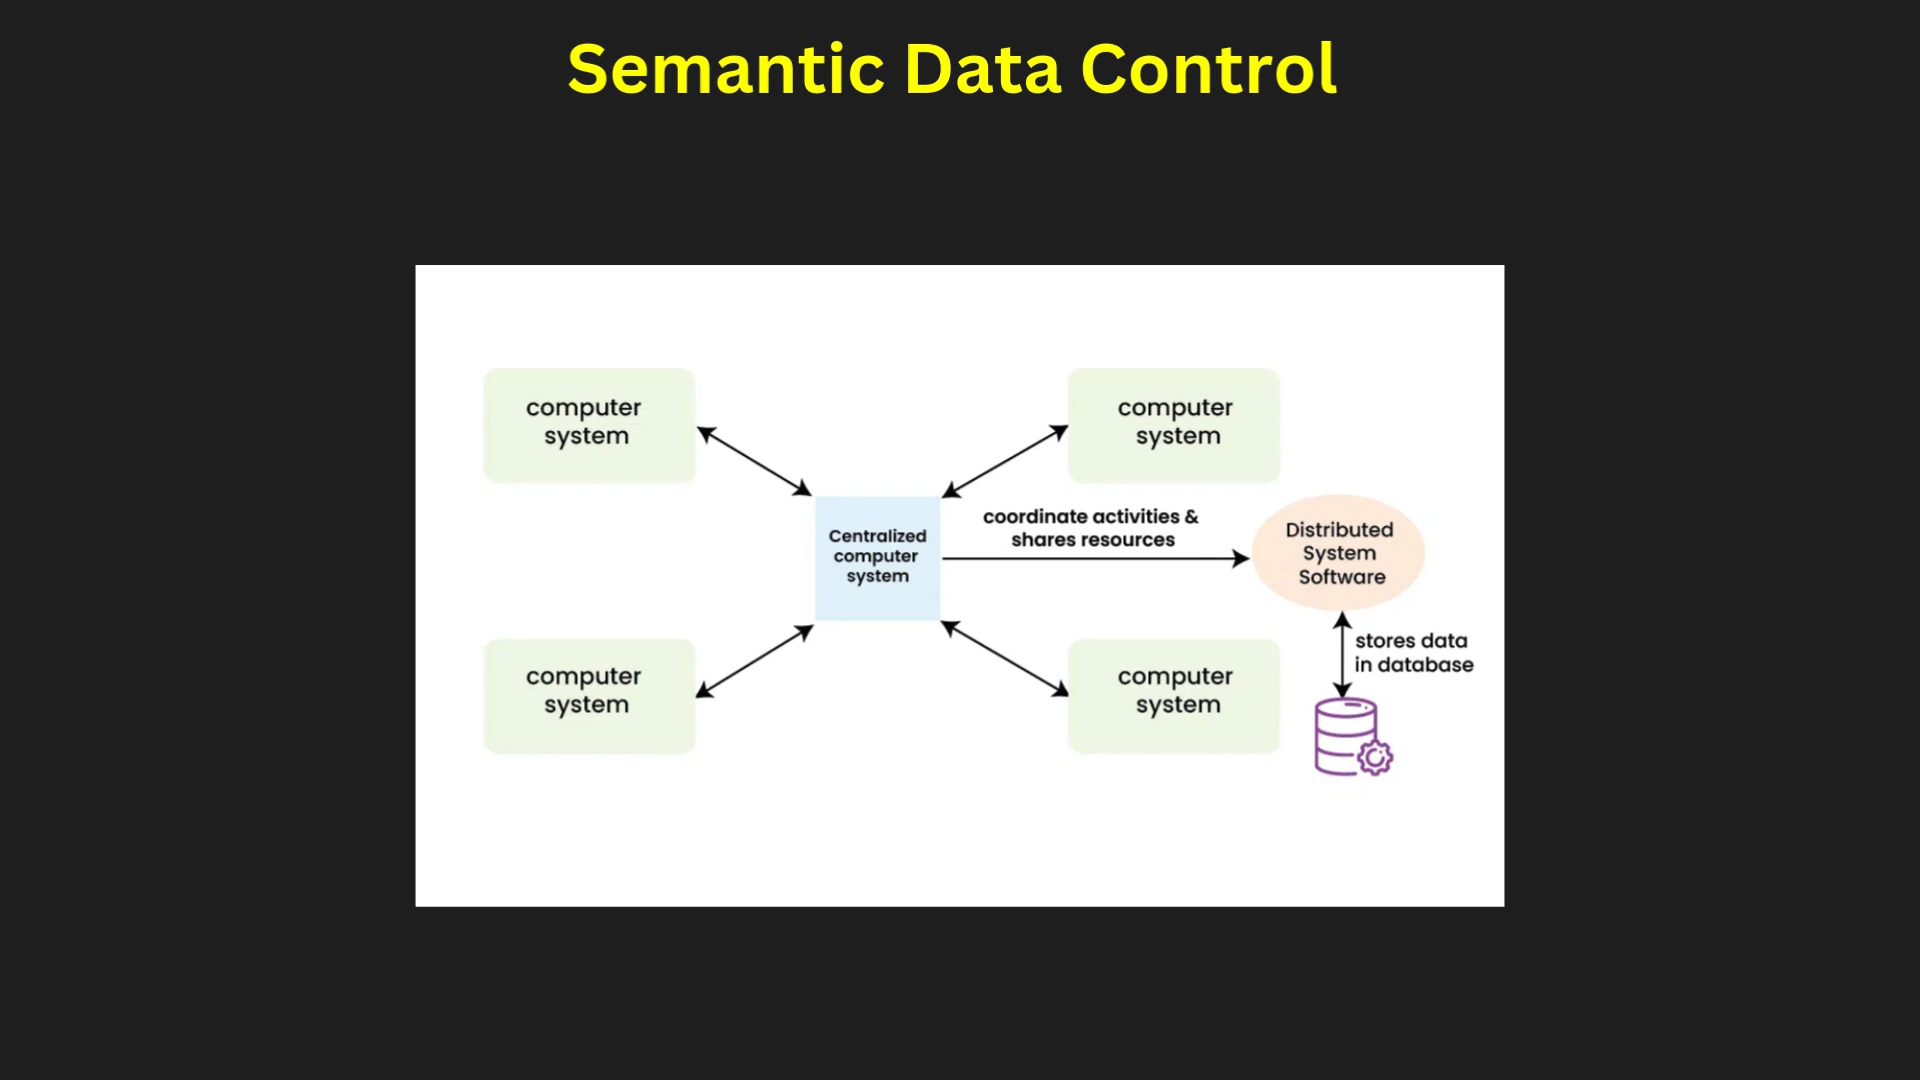 Semantic Data Control
computer
system
computer
system
Centralized
computer
system
coordinate activities &
shares resources
Distributed
System
Software
stores data
in database
computer
system
computer
system